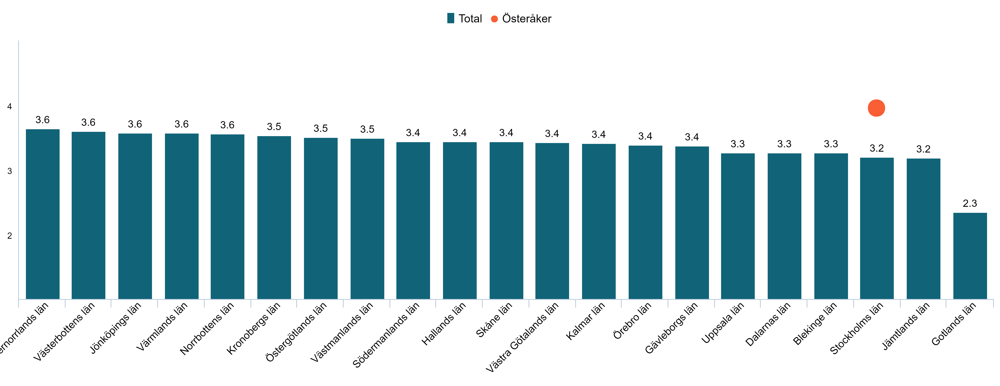 Total Österåker
4
3
2
3.6 3.6 3.6 3.6 3.6 3.5 3.5 3.5 3.4 3.4 3.4 3.4 3.4 3.4 3.4 3.3 3.3 3.3 3.2 3.2 2.3
ernorrlands län
Västerbottens län
Jönköpings län
Värmlands län
Norrbottens län
Kronobergs län
Östergötlands län
Västmanlands län
Södermanlands län
Hallands län
Skåne län
Västra Götalands län
Kalmar län
Örebro län
Gävleborgs län
Uppsala län
Dalarnas län
Blekinge län
Stockholms län
Jämtlands län
Gotlands län